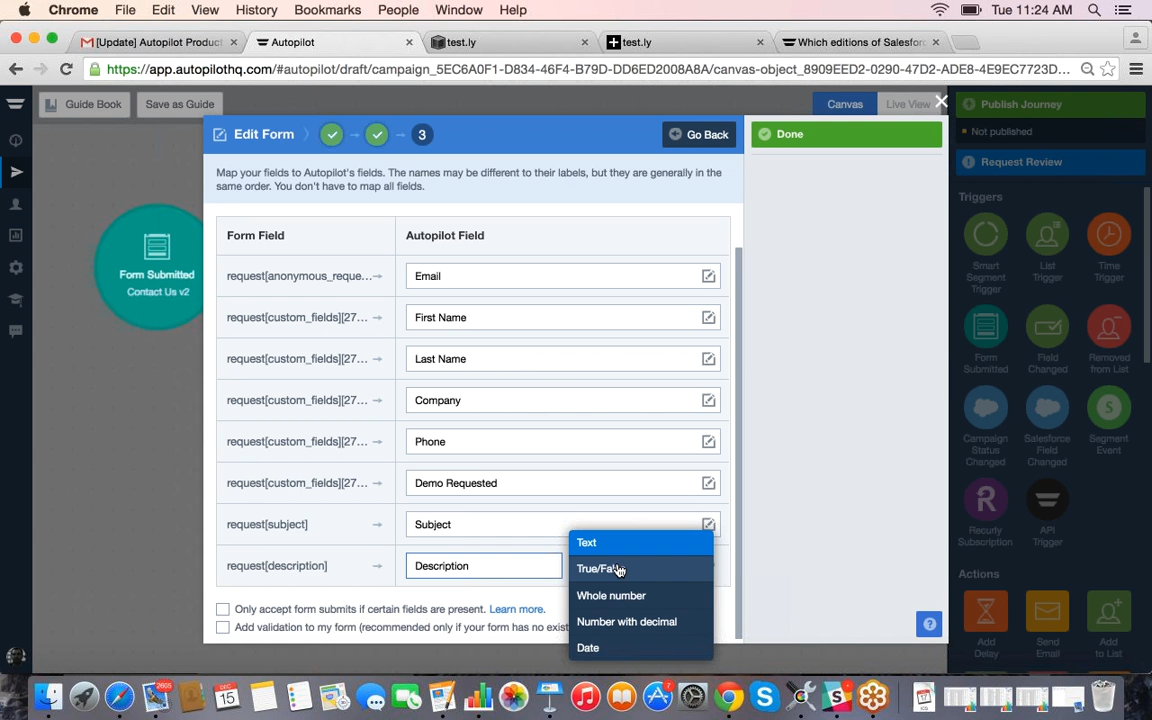 Chrome File Edit View History Bookmarks People Window Help
Tue 11:24 AM
[Update] Autopilot Product
Autopilot
test.ly
test.ly
Which editions of Salesforc
https://app.autopilothq.com/#autopilot/draft/campaign_5EC6A0F1-D834-46F4-B79D-DD6ED2008A8A/canvas-object_8909EED2-0290-47D2-ADE8-4E9EC7723D...
Guide Book
Save as Guide
Canvas
Live View
Publish Journey
Not published
Request Review
Edit Form
3
Go Back
Done
Map your fields to Autopilot's fields. The names may be different to their labels, but they are generally in the
same order. You don't have to map all fields.
Form Field
Autopilot Field
request[anonymous_reque...
Email
request[custom_fields][27...
First Name
request[custom_fields][27...
Last Name
request[custom_fields][27...
Company
request[custom_fields][27...
Phone
request[custom_fields][27...
Demo Requested
request[subject]
Subject
request[description]
Description
Text
True/False
Whole number
Number with decimal
Date
Only accept form submits if certain fields are present. Learn more.
Add validation to my form (recommended only if your form has no exist
?
Form Submitted
Contact Us v2
Triggers
Smart
Segment
Trigger
List
Trigger
Time
Trigger
Form
Submitted
Field
Changed
Removed
from List
Campaign
Status
Changed
Salesforce
Field
Changed
Segment
Event
Recurly
Subscription
API
Trigger
Actions
Add
Delay
Send
Email
Add
to List
2605
DEC
15
7